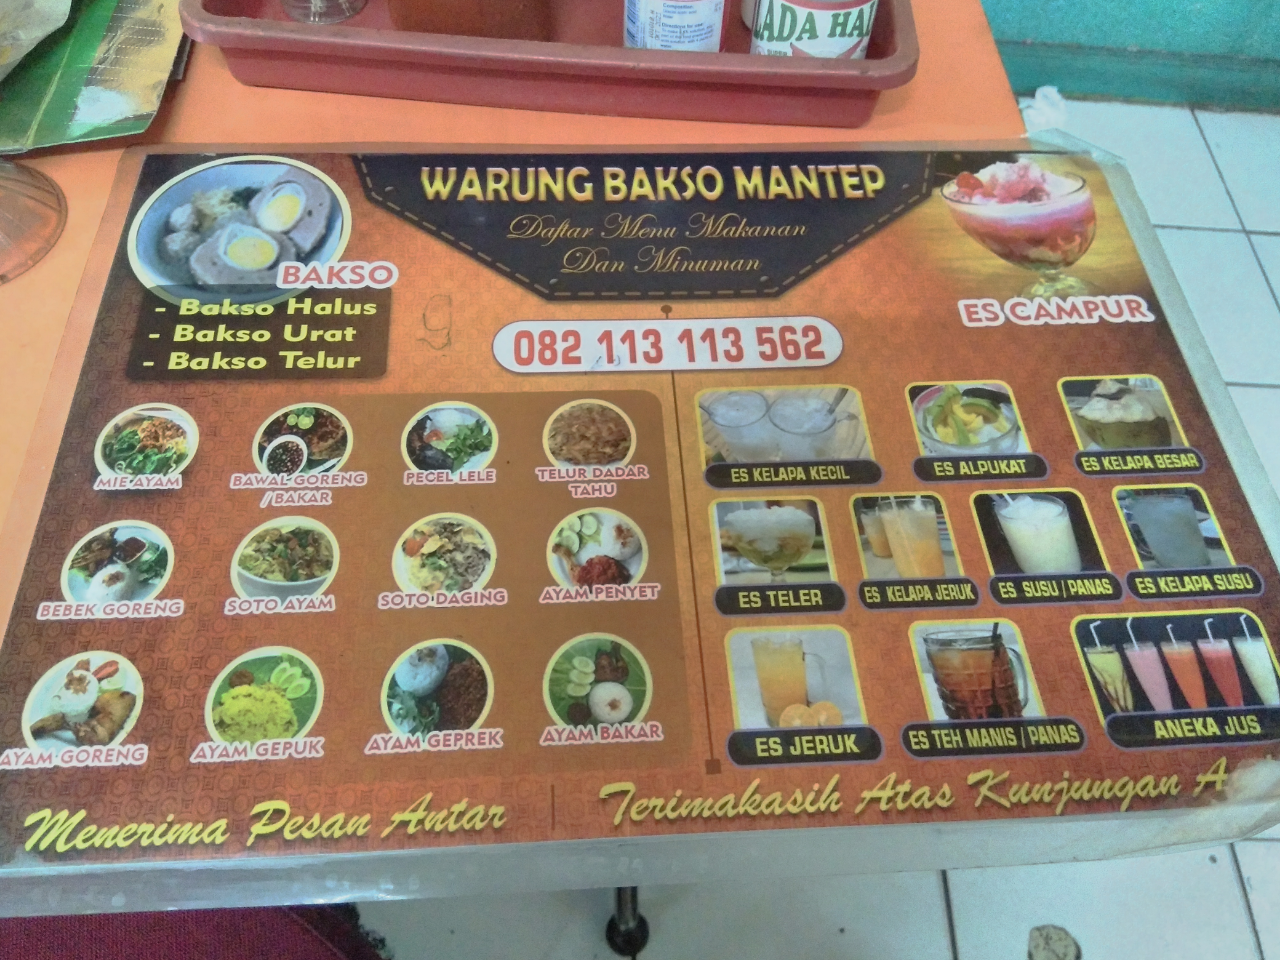 LADA HAL
WARUNG BAKSO MANTEP
Daftar Menu Makanan
Dan Minuman
BAKSO
- Bakso Halus
- Bakso Urat
- Bakso Telur
9
082 113 113 562
ES CAMPUR
MIE AYAM
BAWAL GORENG
/BAKAR
PECEL LELE
TELUR DADAR
TAHU
BEBEK GORENG
SOTO AYAM
SOTO DAGING
AYAM PENYET
AYAM GORENG
AYAM GEPUK
AYAM GEPREK
AYAM BAKAR
ES KELAPA KECIL
ES ALPUKAT
ES KELAPA BESAR
ES TELER
ES KELAPA JERUK
ES SUSU / PANAS
ES KELAPA SUSU
ES JERUK
ES TEH MANIS / PANAS
ANEKA JUS
Menerima Pesan Antar
Terimakasih Atas Kunjungan A